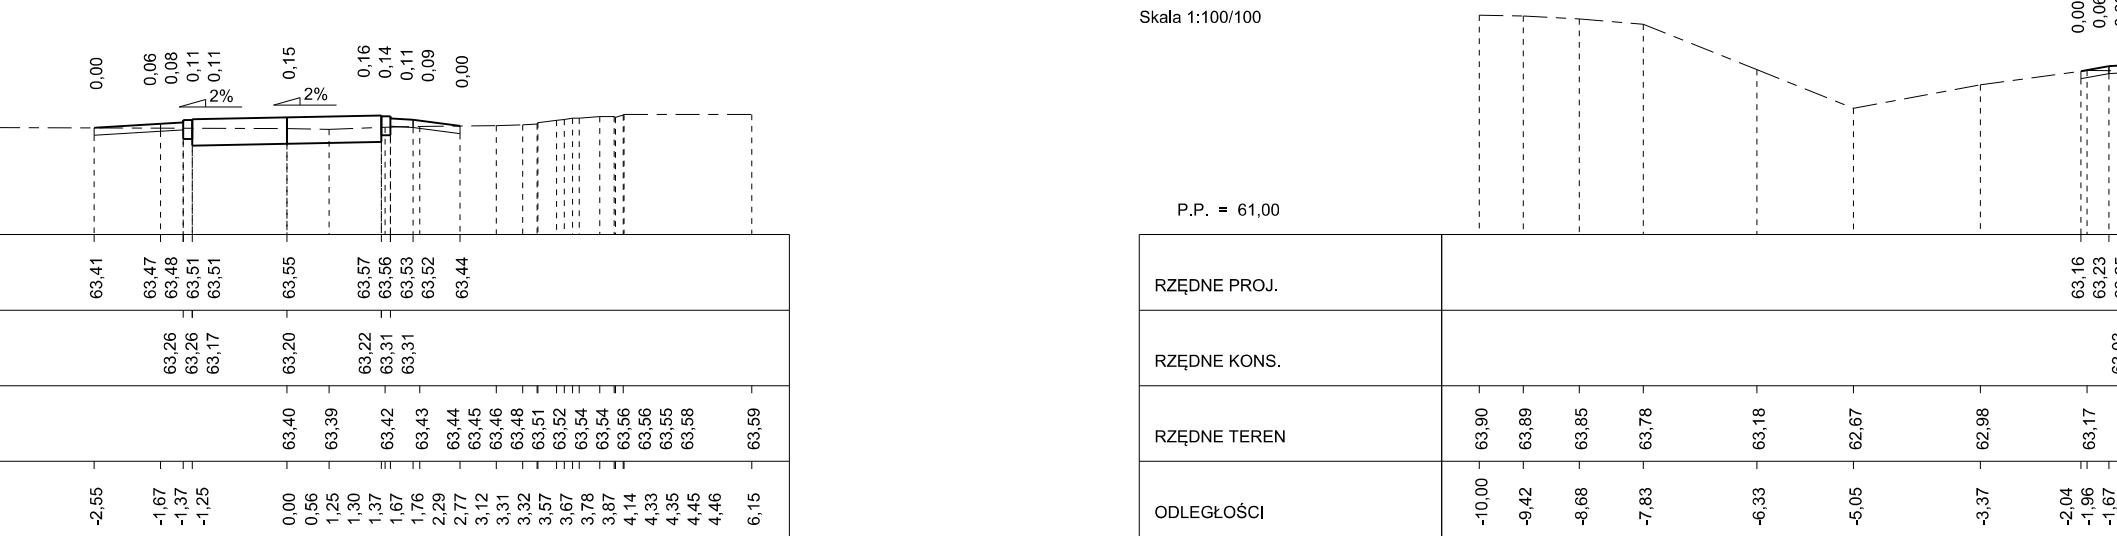 0,00 0,06 0,08 0,11 0,11 0,15 0,16 0,14 0,11 0,09 0,00
2% 2%
63,41 63,47 63,48 63,51 63,51 63,55 63,57 63,56 63,53 63,52 63,44
63,26 63,26 63,17 63,20 63,22 63,31 63,31
63,40 63,39 63,42 63,43 63,44 63,45 63,46 63,48 63,51 63,52 63,54 63,54 63,56 63,56 63,55 63,58 63,59
-2,55 -1,67 -1,37 -1,25 0,00 0,56 1,25 1,30 1,37 1,67 1,76 2,29 2,77 3,12 3,31 3,32 3,57 3,67 3,78 3,87 4,14 4,33 4,35 4,45 4,46 6,15
Skala 1:100/100
0,00
P.P. = 61,00
RZĘDNE PROJ. 63,16 63,23
RZĘDNE KONS.
RZĘDNE TEREN 63,90 63,89 63,85 63,78 63,18 62,67 62,98 63,17
ODLEGŁOŚCI -10,00 -9,42 -8,68 -7,83 -6,33 -5,05 -3,37 -2,04 -1,96 -1,67